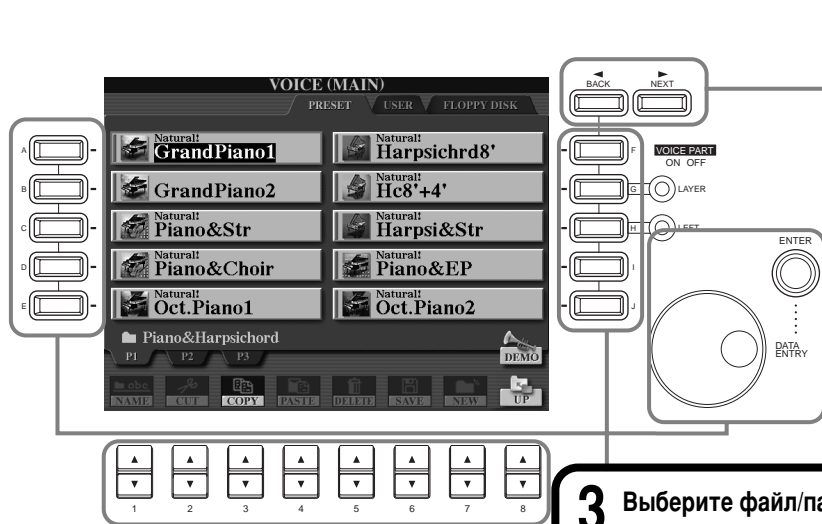 VOICE (MAIN)
PRESET USER FLOPPY DISK
Natural!
GrandPiano1
Natural!
Harpsichrd8'
GrandPiano2
Natural!
Hc8'+4'
Natural!
Piano&Str
Natural!
Harpsi&Str
Natural!
Piano&Choir
Natural!
Piano&EP
Natural!
Oct.Piano1
Natural!
Oct.Piano2
Piano&Harpsichord
P1 P2 P3
DEMO
abc
NAME CUT COPY PASTE DELETE SAVE NEW UP
A
B
C
D
E
BACK NEXT
F
G
H
I
J
VOICE PART
ON OFF
LAYER
LEFT
ENTER
DATA
ENTRY
1 2 3 4 5 6 7 8
3 Выберите файл/па